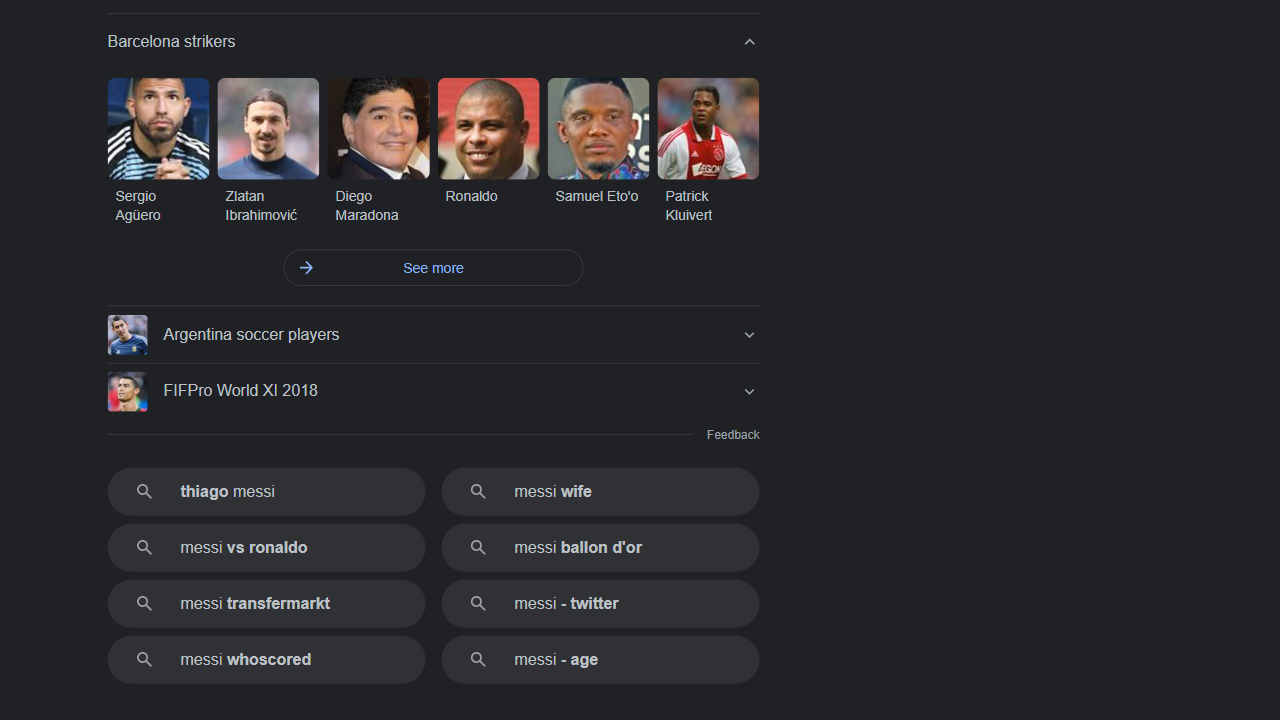 Barcelona strikers
Sergio
Agüero
Zlatan
Ibrahimović
Diego
Maradona
Ronaldo
Samuel Eto'o
Patrick
Kluivert
See more
Argentina soccer players
FIFPro World XI 2018
Feedback
thiago messi
messi wife
messi vs ronaldo
messi ballon d'or
messi transfermarkt
messi - twitter
messi whoscored
messi - age